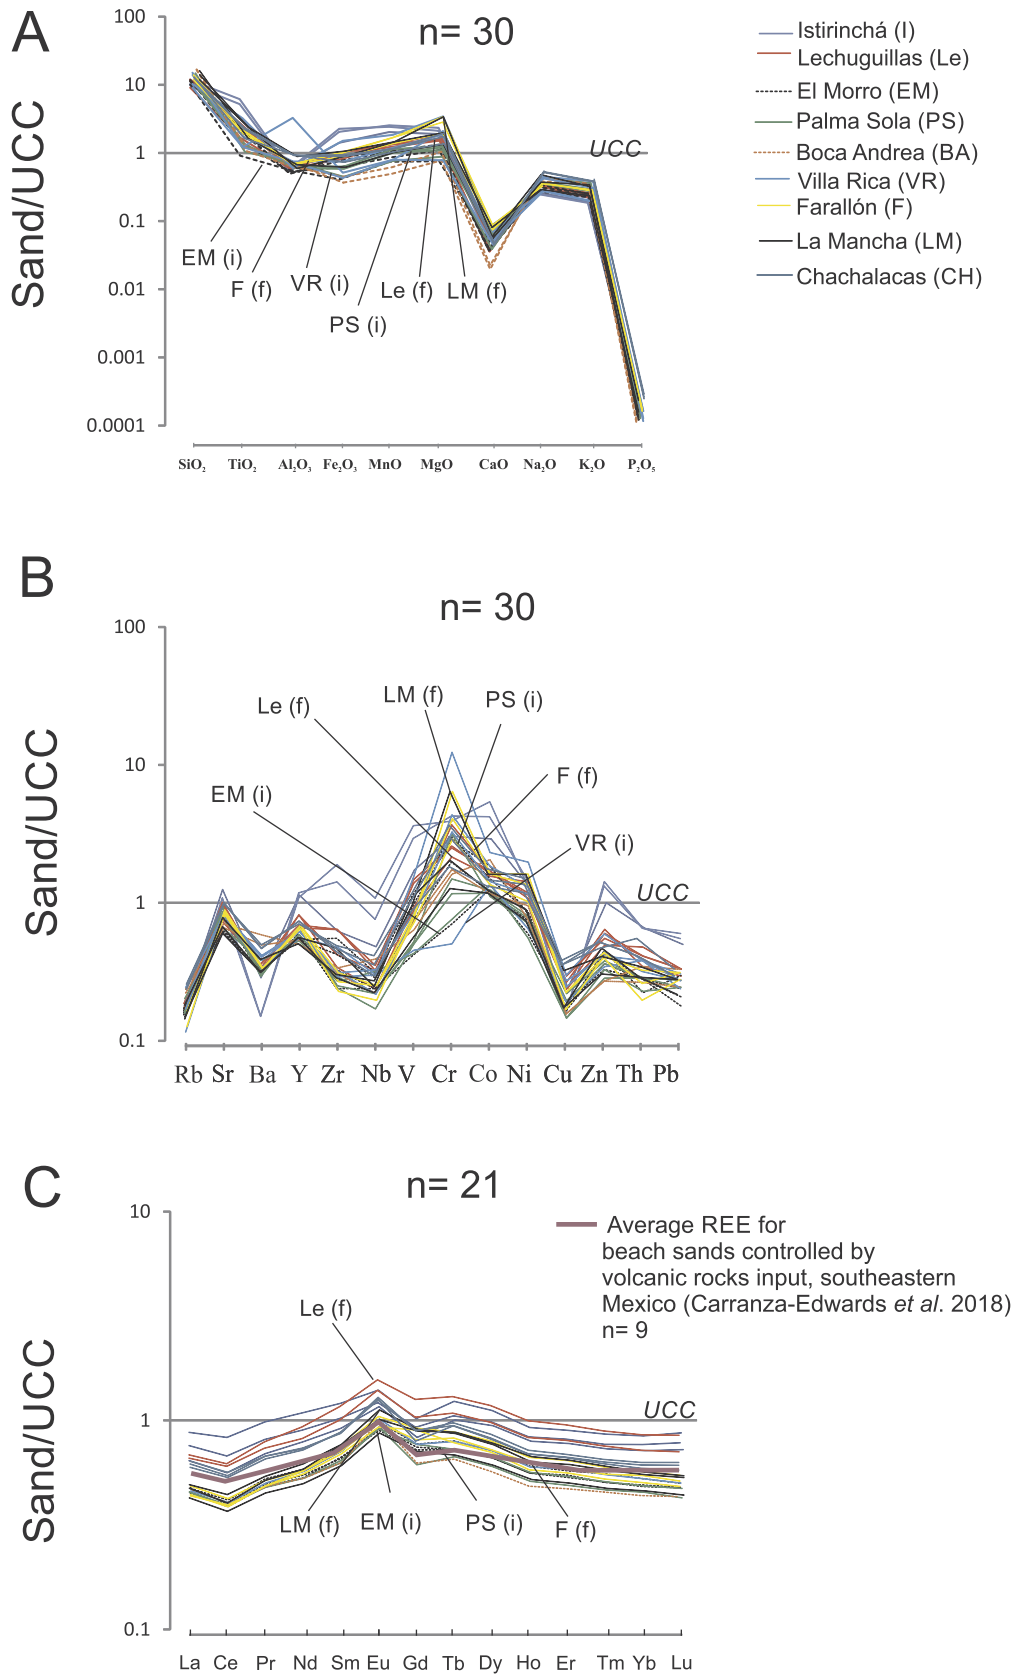 A
n= 30
Sand/UCC
100
10
1
0.1
0.01
0.001
0.0001
UCC
EM (i)
F (f)
VR (i)
PS (i)
Le (f)
LM (f)
SiO₂ TiO₂ Al₂O₃ Fe₂O₃ MnO MgO CaO Na₂O K₂O P₂O₅
Istirinchá (I)
Lechuguillas (Le)
El Morro (EM)
Palma Sola (PS)
Boca Andrea (BA)
Villa Rica (VR)
Farallón (F)
La Mancha (LM)
Chachalacas (CH)
B
n= 30
Sand/UCC
100
10
1
0.1
Le (f)
LM (f)
PS (i)
F (f)
EM (i)
VR (i)
UCC
Rb Sr Ba Y Zr Nb V Cr Co Ni Cu Zn Th Pb
C
n= 21
Sand/UCC
10
1
0.1
Average REE for
beach sands controlled by
volcanic rocks input, southeastern
Mexico (Carranza-Edwards et al. 2018)
n= 9
Le (f)
UCC
LM (f)
EM (i)
PS (i)
F (f)
La Ce Pr Nd Sm Eu Gd Tb Dy Ho Er Tm Yb Lu